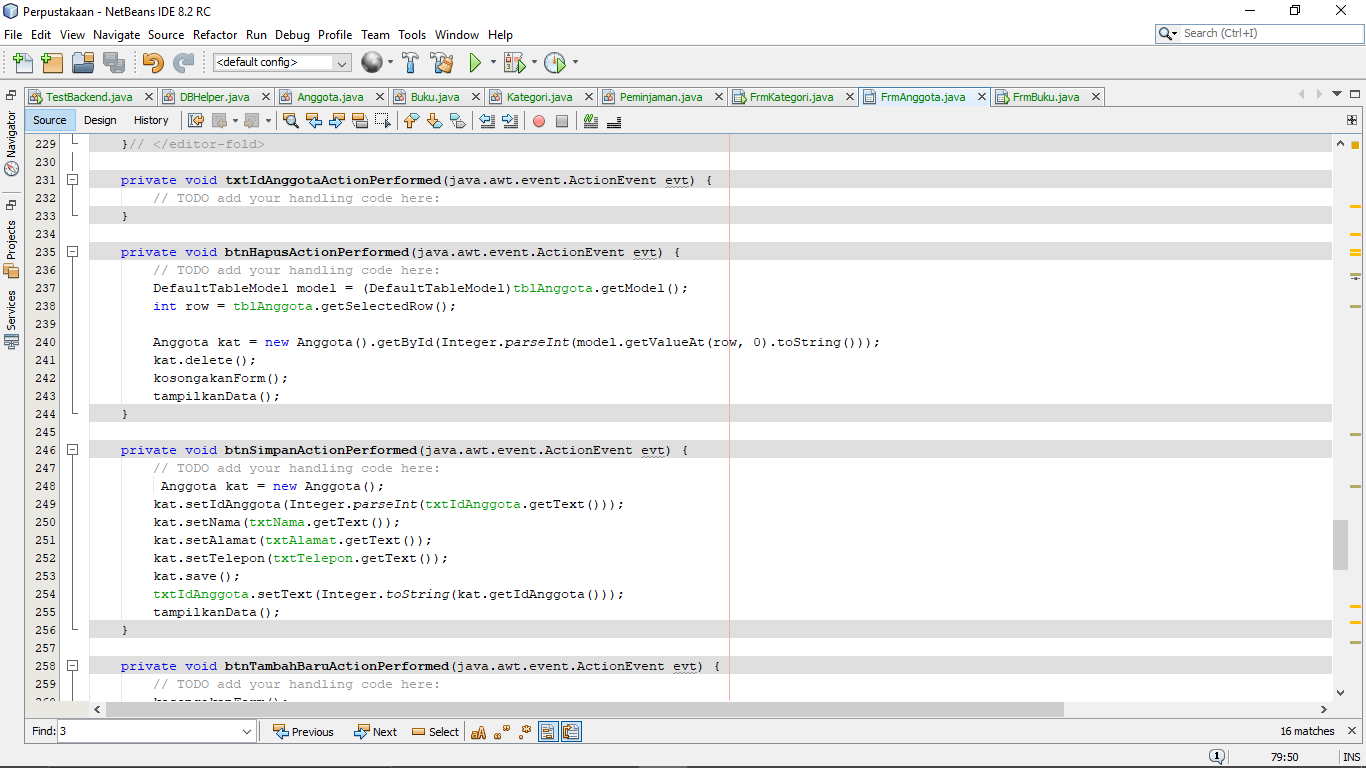 Perpustakaan - NetBeans IDE 8.2 RC
File Edit View Navigate Source Refactor Run Debug Profile Team Tools Window Help
Search (Ctrl+I)
<default config>
TestBackend.java DBHelper.java Anggota.java Buku.java Kategori.java Peminjaman.java FrmKategori.java FrmAnggota.java FrmBuku.java
Source Design History
Navigator
Projects
Services
229 }// </editor-fold>
230
231 private void txtIdAnggotaActionPerformed(java.awt.event.ActionEvent evt) {
232 // TODO add your handling code here:
233 }
234
235 private void btnHapusActionPerformed(java.awt.event.ActionEvent evt) {
236 // TODO add your handling code here:
237 DefaultTableModel model = (DefaultTableModel)tblAnggota.getModel();
238 int row = tblAnggota.getSelectedRow();
239
240 Anggota kat = new Anggota().getById(Integer.parseInt(model.getValueAt(row, 0).toString()));
241 kat.delete();
242 kosongakanForm();
243 tampilkanData();
244 }
245
246 private void btnSimpanActionPerformed(java.awt.event.ActionEvent evt) {
247 // TODO add your handling code here:
248 Anggota kat = new Anggota();
249 kat.setIdAnggota(Integer.parseInt(txtIdAnggota.getText()));
250 kat.setNama(txtNama.getText());
251 kat.setAlamat(txtAlamat.getText());
252 kat.setTelepon(txtTelepon.getText());
253 kat.save();
254 txtIdAnggota.setText(Integer.toString(kat.getIdAnggota()));
255 tampilkanData();
256 }
257
258 private void btnTambahBaruActionPerformed(java.awt.event.ActionEvent evt) {
259 // TODO add your handling code here:
Find: 3 Previous Next Select aA 16 matches
1 79:50 INS